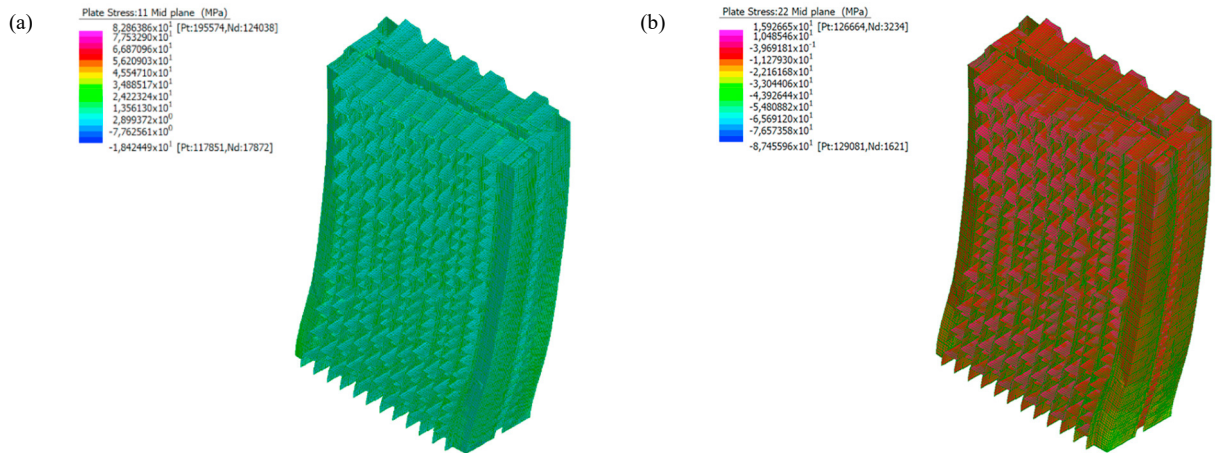 (a)
Plate Stress:11 Mid plane (MPa)
8,286386x10¹ [Pt:195574,Nd:124038]
7,753290x10¹
6,687096x10¹
5,620903x10¹
4,554710x10¹
3,488517x10¹
2,422324x10¹
1,356130x10¹
2,899372x10⁰
-7,762561x10⁰
-1,842449x10¹ [Pt:117851,Nd:17872]
(b)
Plate Stress:22 Mid plane (MPa)
1,592665x10¹ [Pt:126664,Nd:3234]
1,048546x10¹
-3,969181x10⁻¹
-1,127930x10¹
-2,216168x10¹
-3,304406x10¹
-4,392644x10¹
-5,480882x10¹
-6,569120x10¹
-7,657358x10¹
-8,745596x10¹ [Pt:129081,Nd:1621]